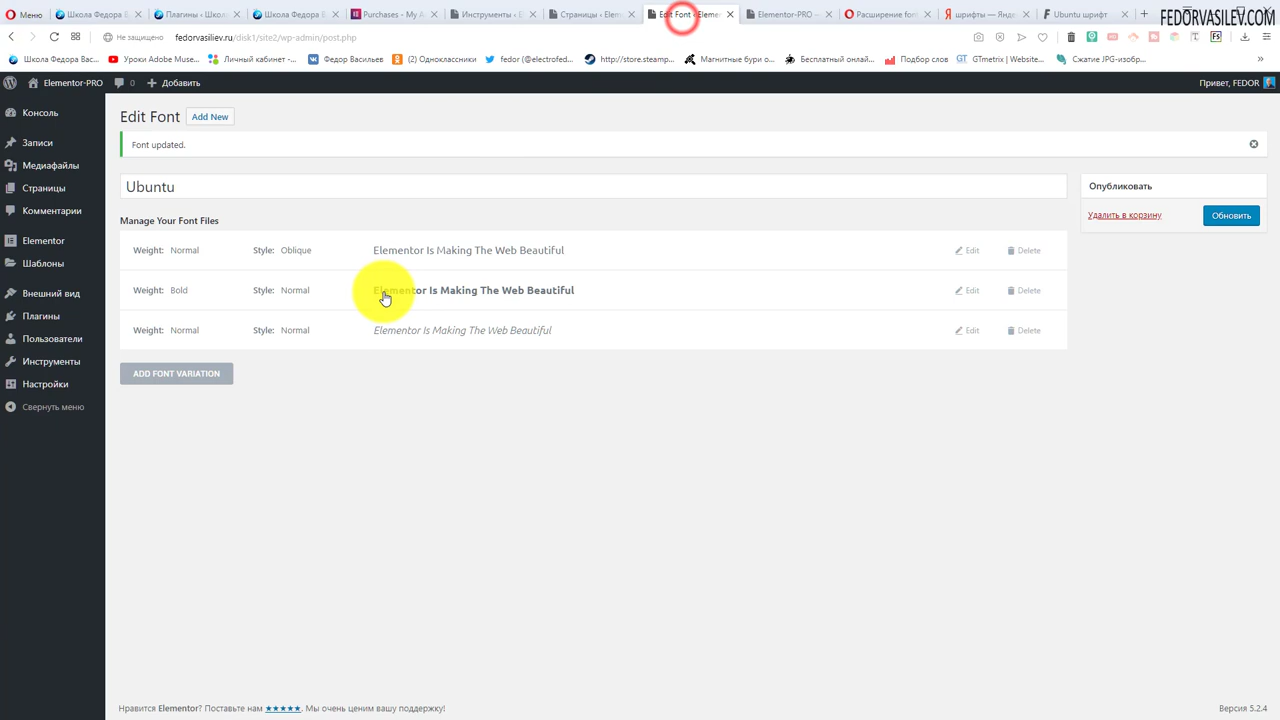 Меню
Школа Федора В
Плагины ‹ Школ
Школа Федора В
Purchases - My A
Инструменты ‹ E
Страницы ‹ Elem
Edit Font ‹ Elemen
Elementor-PRO —
Расширение fon
шрифты — Янде
Ubuntu шрифт
FEDORVASILEV.COM
Не защищено
fedorvasiliev.ru/disk1/site2/wp-admin/post.php
Школа Федора Вас...
Уроки Adobe Muse...
Личный кабинет -...
Федор Васильев
(2) Одноклассники
fedor (@electrofed...
http://store.steamp...
Магнитные бури о...
Бесплатный онлай...
Подбор слов
GTmetrix | Website...
Сжатие JPG-изобр...
Elementor-PRO
0
Добавить
Привет, FEDOR
Консоль
Записи
Медиафайлы
Страницы
Комментарии
Elementor
Шаблоны
Внешний вид
Плагины
Пользователи
Инструменты
Настройки
Свернуть меню
Edit Font
Add New
Font updated.
Ubuntu
Manage Your Font Files
Weight: Normal Style: Oblique Elementor Is Making The Web Beautiful Edit Delete
Weight: Bold Style: Normal Elementor Is Making The Web Beautiful Edit Delete
Weight: Normal Style: Normal Elementor Is Making The Web Beautiful Edit Delete
ADD FONT VARIATION
Опубликовать
Удалить в корзину
Обновить
Нравится Elementor? Поставьте нам ★★★★★. Мы очень ценим вашу поддержку!
Версия 5.2.4